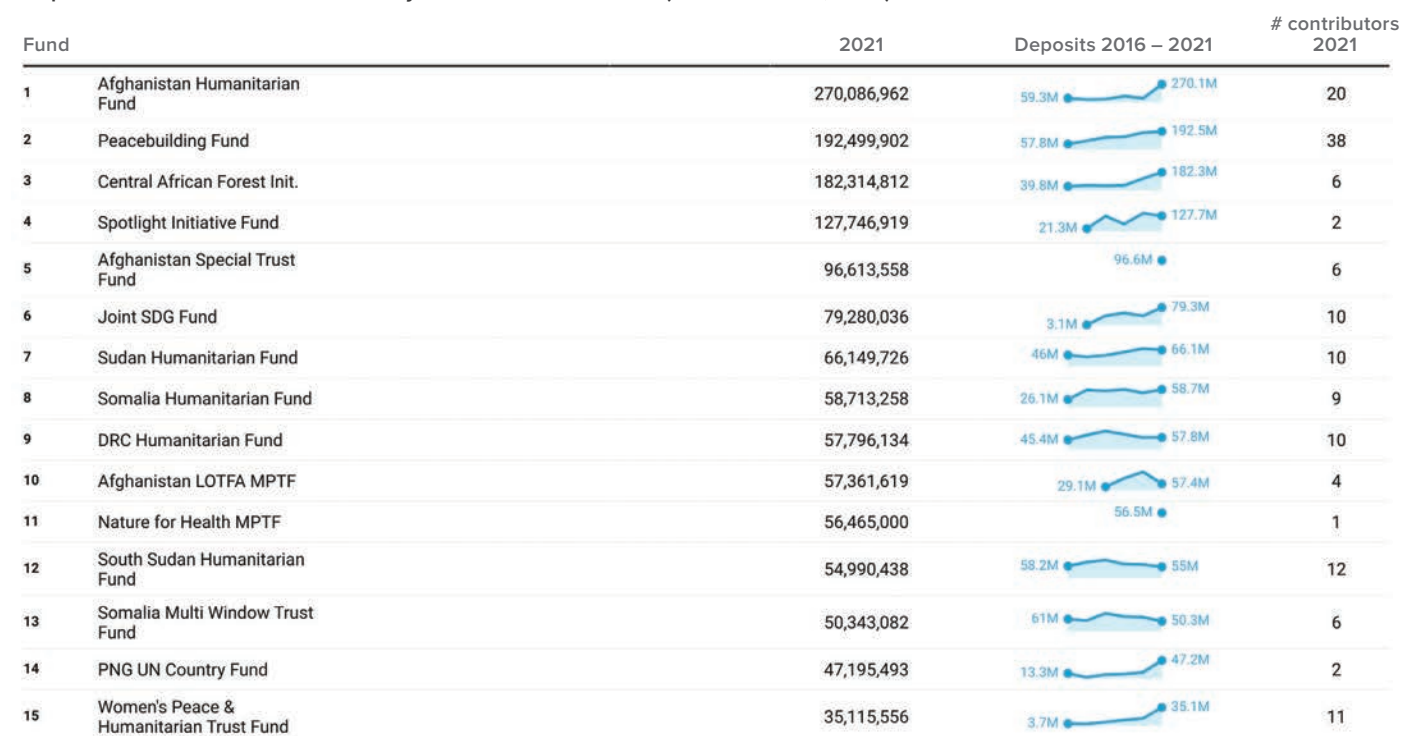 # contributors
Fund 2021 Deposits 2016 – 2021 2021
1 Afghanistan Humanitarian
Fund 270,086,962 59.3M 270.1M 20
2 Peacebuilding Fund 192,499,902 57.8M 192.5M 38
3 Central African Forest Init. 182,314,812 39.8M 182.3M 6
4 Spotlight Initiative Fund 127,746,919 21.3M 127.7M 2
5 Afghanistan Special Trust
Fund 96,613,558 96.6M 6
6 Joint SDG Fund 79,280,036 3.1M 79.3M 10
7 Sudan Humanitarian Fund 66,149,726 46M 66.1M 10
8 Somalia Humanitarian Fund 58,713,258 26.1M 58.7M 9
9 DRC Humanitarian Fund 57,796,134 45.4M 57.8M 10
10 Afghanistan LOTFA MPTF 57,361,619 29.1M 57.4M 4
11 Nature for Health MPTF 56,465,000 56.5M 1
12 South Sudan Humanitarian
Fund 54,990,438 58.2M 55M 12
13 Somalia Multi Window Trust
Fund 50,343,082 61M 50.3M 6
14 PNG UN Country Fund 47,195,493 13.3M 47.2M 2
15 Women's Peace &
Humanitarian Trust Fund 35,115,556 3.7M 35.1M 11